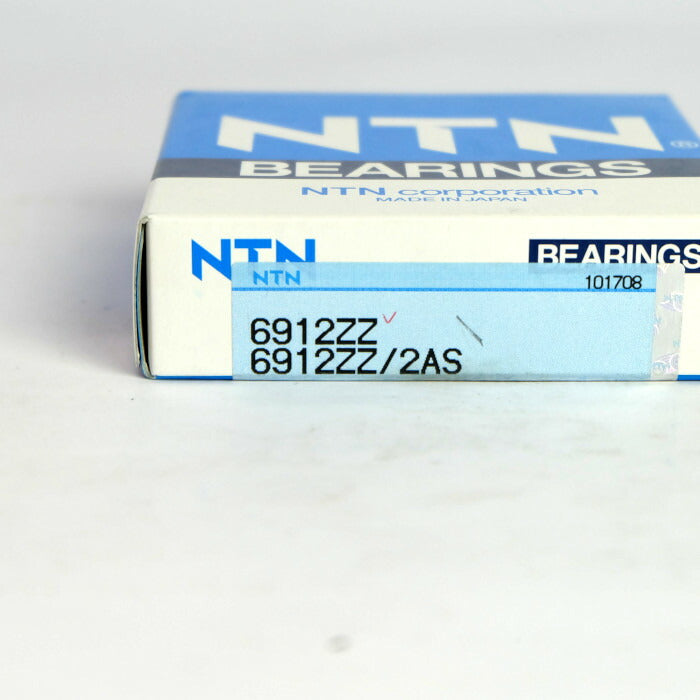 NTN®
BEARINGS
NTN corporation
MADE IN JAPAN
NTN
BEARINGS
NTN
101708
6912ZZ
6912ZZ/2AS